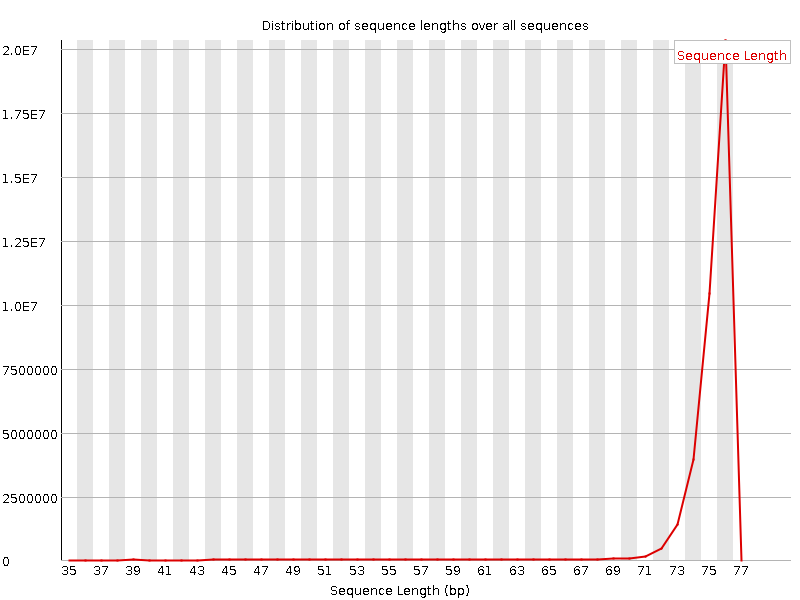 Distribution of sequence lengths over all sequences
2.0E7
Sequence Length
1.75E7
1.5E7
1.25E7
1.0E7
7500000
5000000
2500000
0
35 37 39 41 43 45 47 49 51 53 55 57 59 61 63 65 67 69 71 73 75 77
Sequence Length (bp)